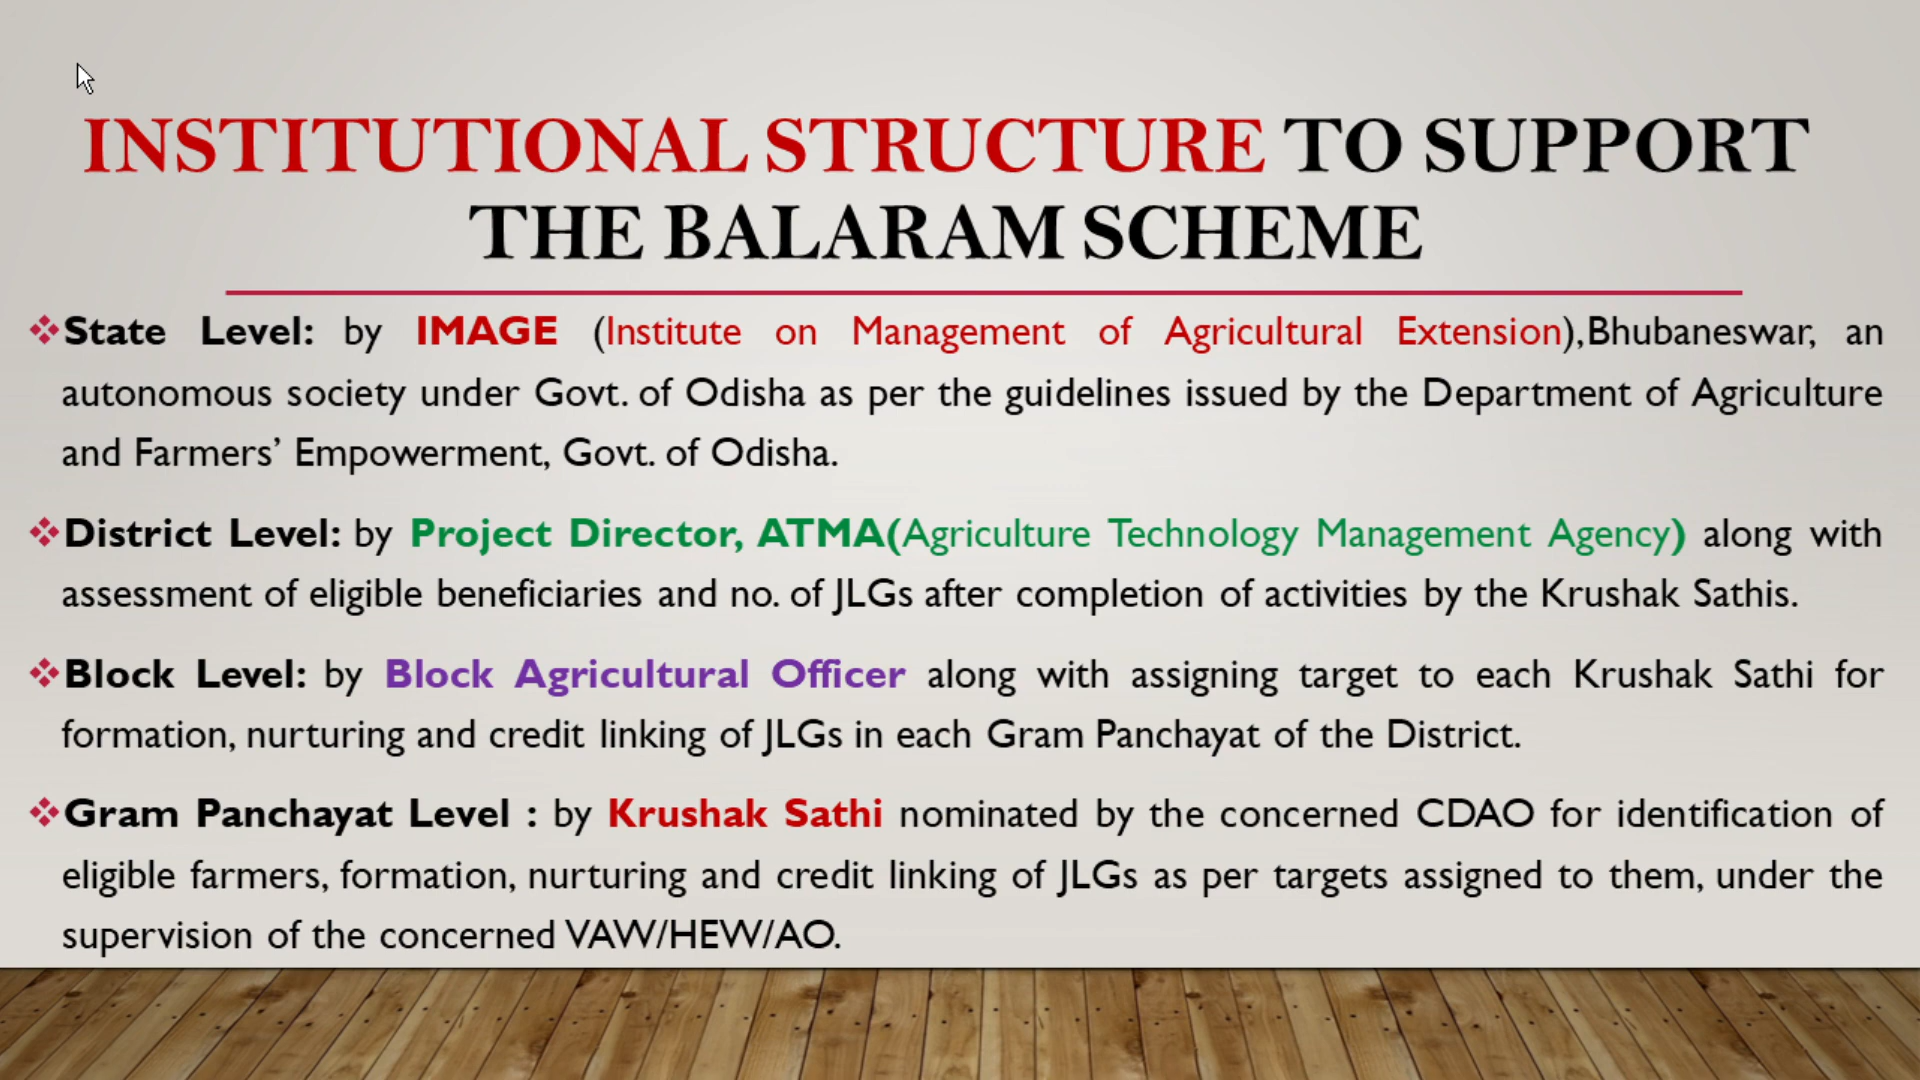 INSTITUTIONAL STRUCTURE TO SUPPORT
THE BALARAM SCHEME
State Level: by IMAGE (Institute on Management of Agricultural Extension),Bhubaneswar, an
autonomous society under Govt. of Odisha as per the guidelines issued by the Department of Agriculture
and Farmers’ Empowerment, Govt. of Odisha.
District Level: by Project Director, ATMA(Agriculture Technology Management Agency) along with
assessment of eligible beneficiaries and no. of JLGs after completion of activities by the Krushak Sathis.
Block Level: by Block Agricultural Officer along with assigning target to each Krushak Sathi for
formation, nurturing and credit linking of JLGs in each Gram Panchayat of the District.
Gram Panchayat Level : by Krushak Sathi nominated by the concerned CDAO for identification of
eligible farmers, formation, nurturing and credit linking of JLGs as per targets assigned to them, under the
supervision of the concerned VAW/HEW/AO.